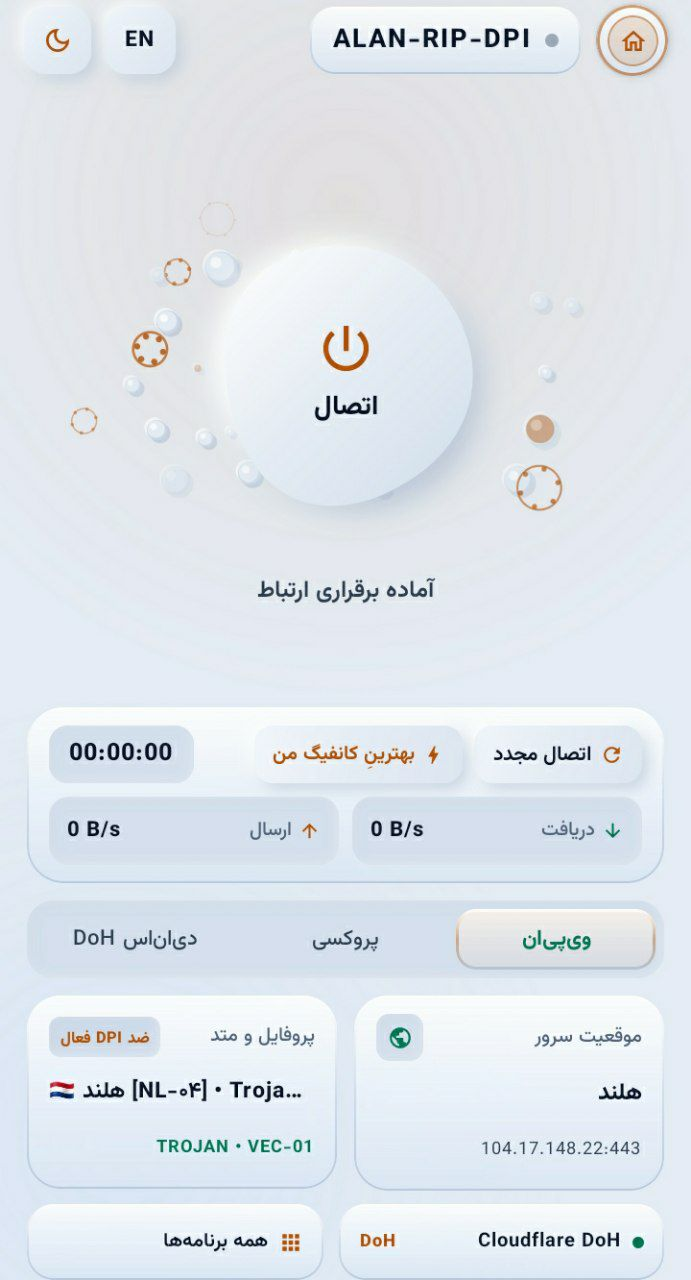 ALAN-RIP-DPI
EN
اتصال
آماده برقراری ارتباط
اتصال مجدد
بهترینِ کانفیگ من
00:00:00
دریافت
0 B/s
ارسال
0 B/s
وی‌پی‌ان
پروکسی
دی‌ان‌اس DoH
موقعیت سرور
هلند
104.17.148.22:443
پروفایل و متد
ضد DPI فعال
🇳🇱 هلند [NL-۰۴] • Troja...
TROJAN • VEC-01
Cloudflare DoH
DoH
همه برنامه‌ها